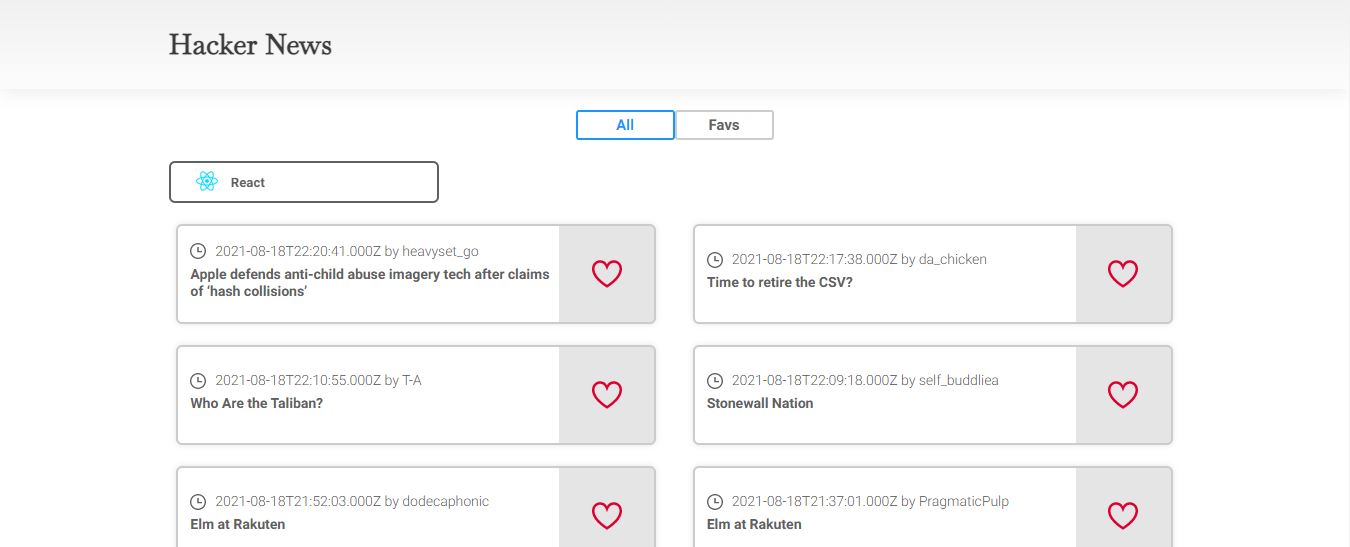 Hacker News
All
Favs
React
2021-08-18T22:20:41.000Z by heavyset_go
Apple defends anti-child abuse imagery tech after claims
of ‘hash collisions’
2021-08-18T22:17:38.000Z by da_chicken
Time to retire the CSV?
2021-08-18T22:10:55.000Z by T-A
Who Are the Taliban?
2021-08-18T22:09:18.000Z by self_buddliea
Stonewall Nation
2021-08-18T21:52:03.000Z by dodecaphonic
Elm at Rakuten
2021-08-18T21:37:01.000Z by PragmaticPulp
Elm at Rakuten